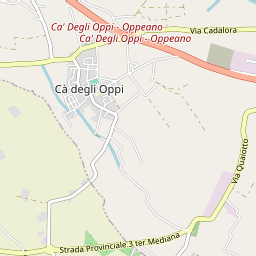 Ca' Degli Oppi - Oppeano
Via Cadalora
Ca' Degli Oppi - Oppeano
Cà degli Oppi
Via Quaiotto
Strada Provinciale 3 ter Mediana